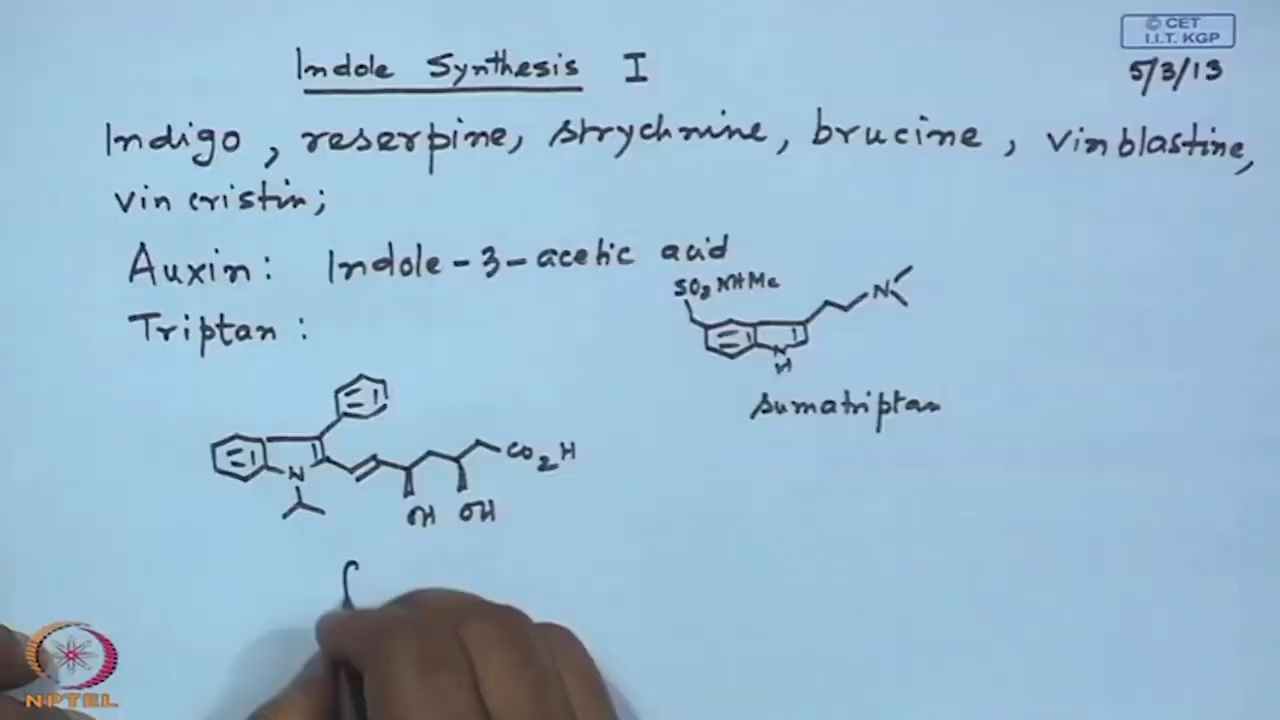 © CET
I.I.T. KGP
Indole Synthesis I
5/3/13
Indigo, reserpine, strychnine, brucine, vinblastine,
vincristin;
Auxin: Indole-3-acetic acid
Triptan:
SO2NHMe
N
N
H
sumatriptan
CO2H
N
OH OH
NPTEL